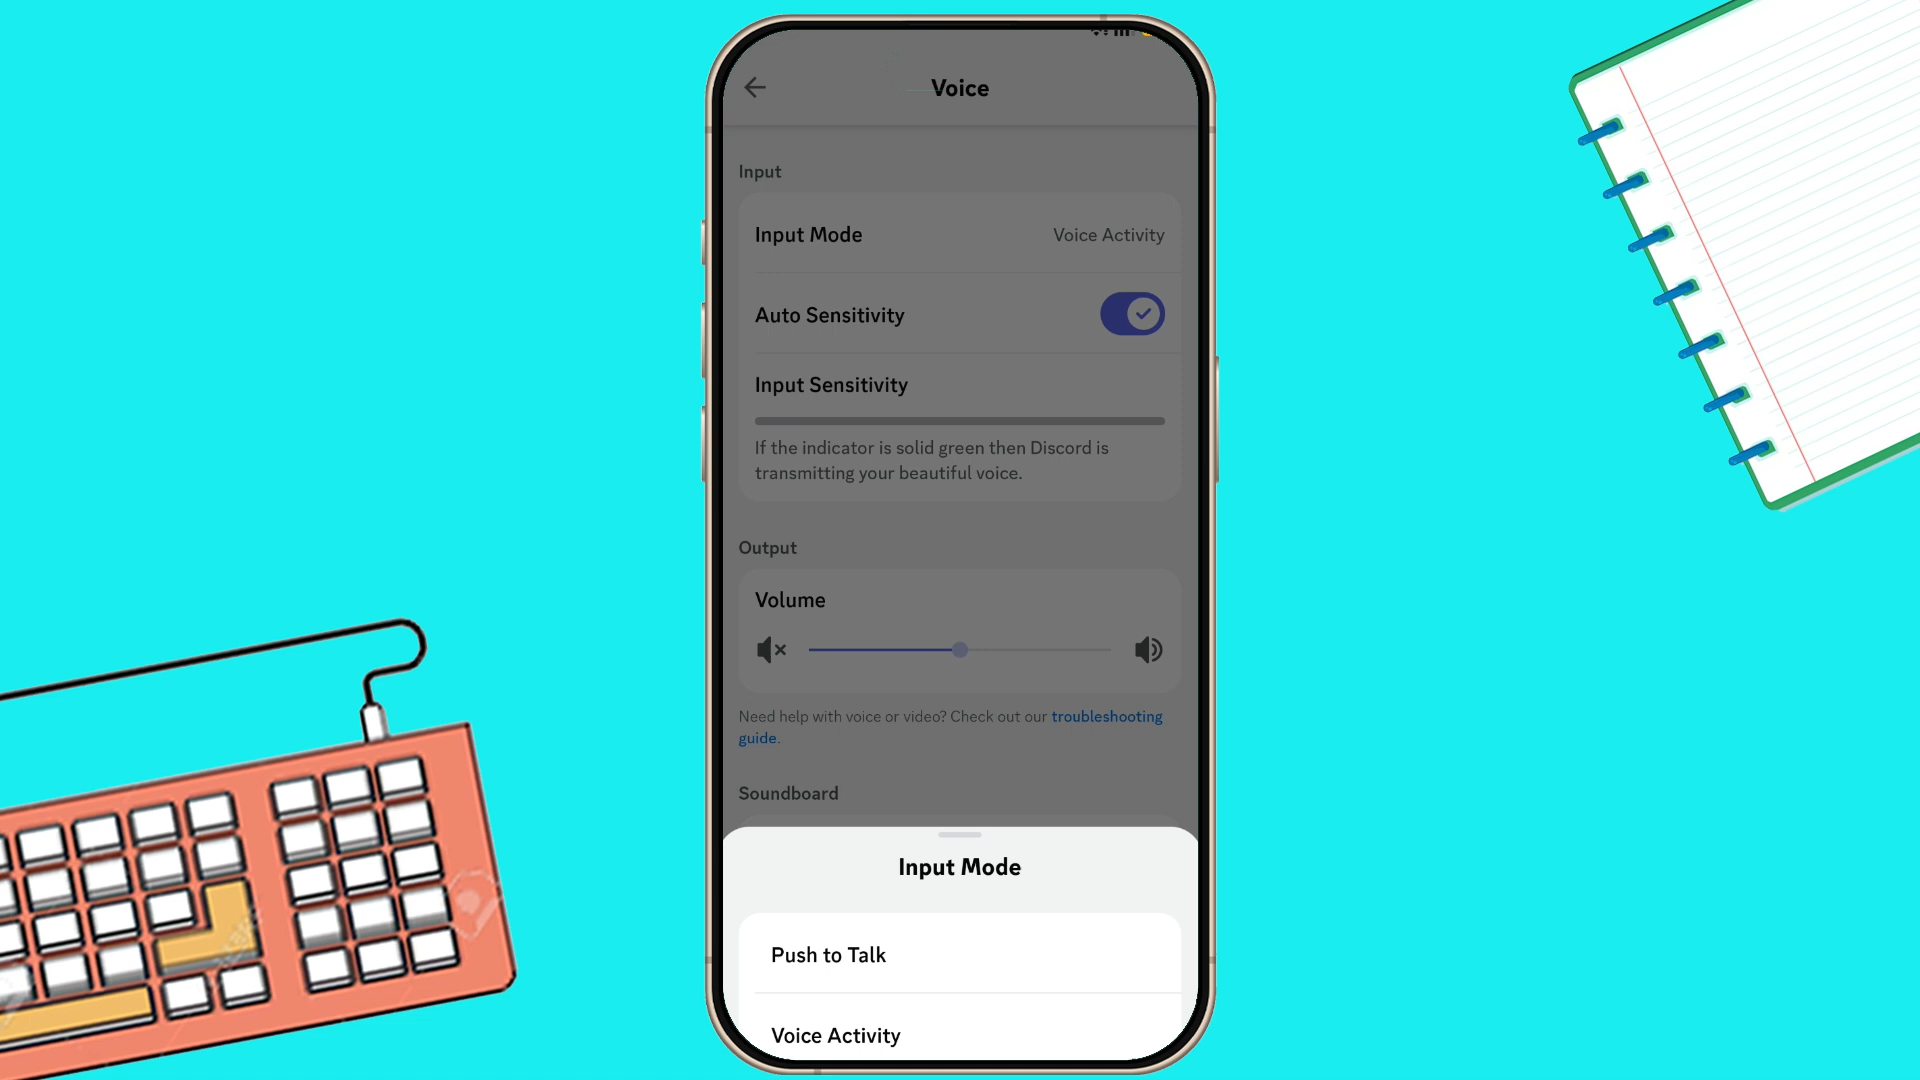 Voice
Input
Input Mode Voice Activity
Auto Sensitivity
Input Sensitivity
If the indicator is solid green then Discord is
transmitting your beautiful voice.
Output
Volume
Need help with voice or video? Check out our troubleshooting
guide.
Soundboard
Input Mode
Push to Talk
Voice Activity